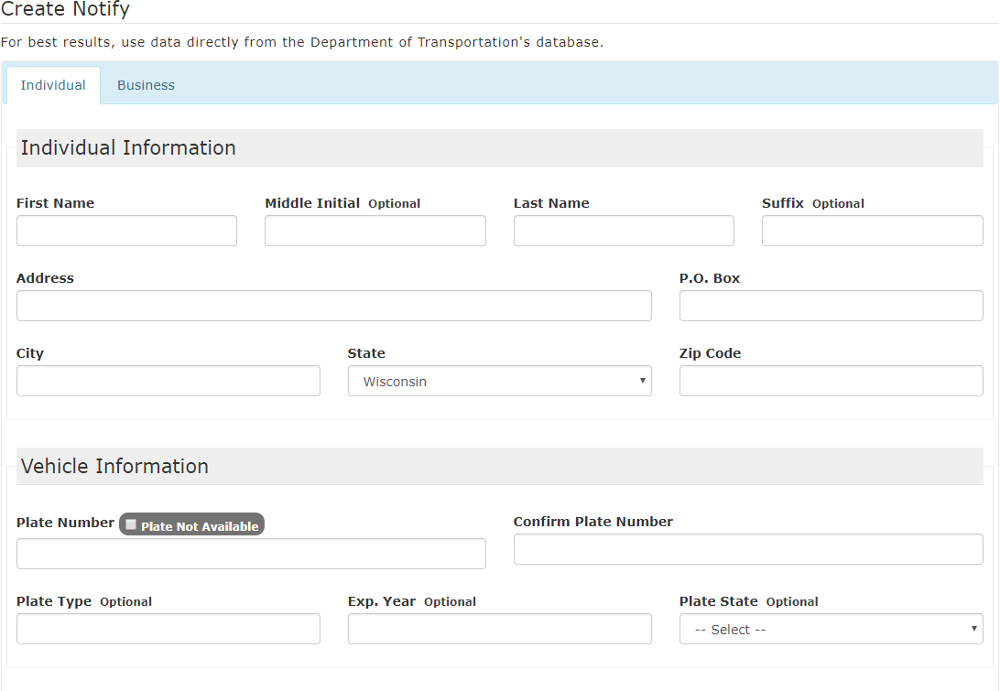 Create Notify
For best results, use data directly from the Department of Transportation's database.
Individual Business
Individual Information
First Name Middle Initial Optional Last Name Suffix Optional
Address P.O. Box
City State Zip Code
Wisconsin
Vehicle Information
Plate Number Plate Not Available Confirm Plate Number
Plate Type Optional Exp. Year Optional Plate State Optional
-- Select --